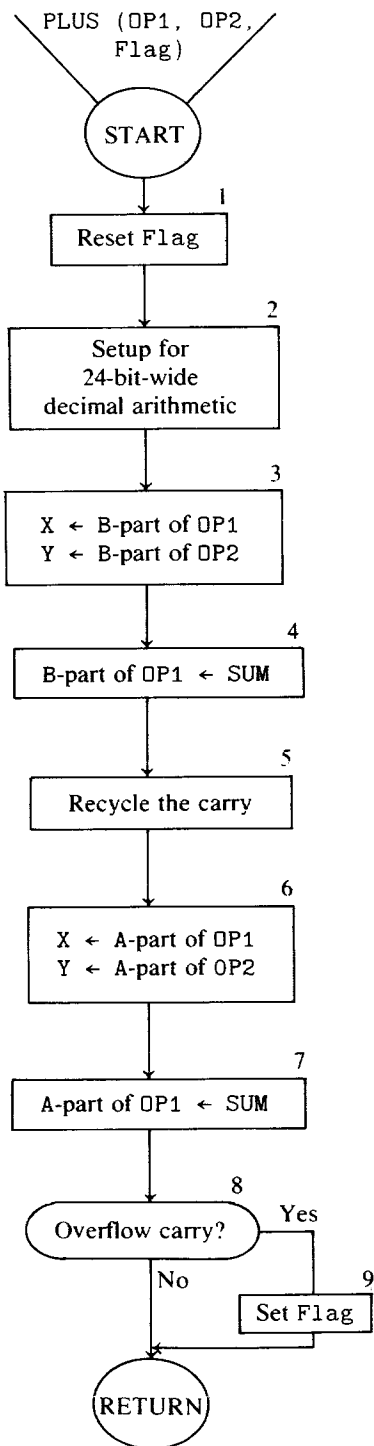 PLUS (OP1, OP2,
Flag)
START
1
Reset Flag
2
Setup for
24-bit-wide
decimal arithmetic
3
X ← B-part of OP1
Y ← B-part of OP2
4
B-part of OP1 ← SUM
5
Recycle the carry
6
X ← A-part of OP1
Y ← A-part of OP2
7
A-part of OP1 ← SUM
8
Overflow carry?
Yes
No
9
Set Flag
RETURN